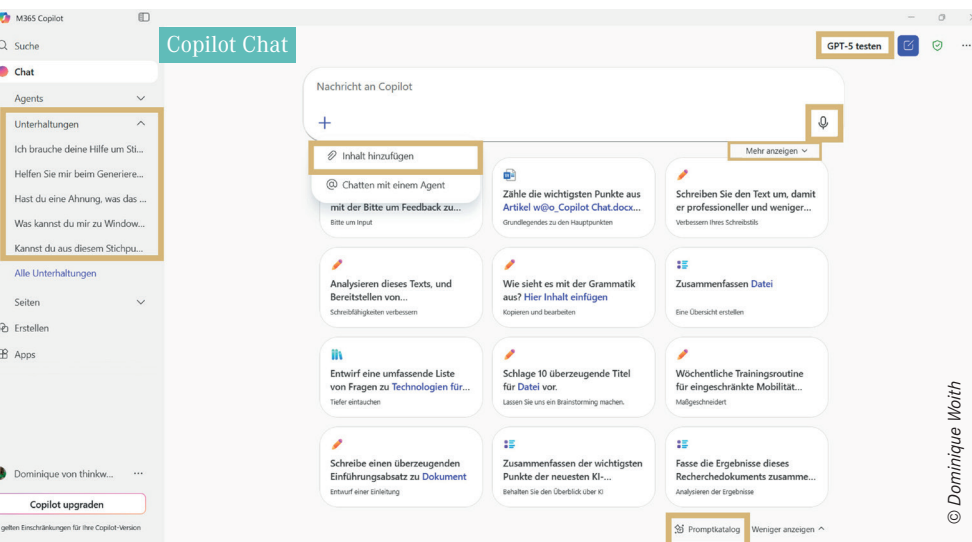 M365 Copilot
Suche
Copilot Chat
GPT-5 testen
Chat
Agents
Unterhaltungen
Ich brauche deine Hilfe um Sti...
Helfen Sie mir beim Generiere...
Hast du eine Ahnung, was das ...
Was kannst du mir zu Window...
Kannst du aus diesem Stichpu...
Alle Unterhaltungen
Seiten
Erstellen
Apps
Dominique von thinkw...
Copilot upgraden
gelten Einschränkungen für Ihre Copilot-Version
Nachricht an Copilot
Inhalt hinzufügen
Chatten mit einem Agent
Mehr anzeigen
mit der Bitte um Feedback zu...
Bitte um Input
Zähle die wichtigsten Punkte aus
Artikel w@o_Copilot Chat.docx...
Grundlegendes zu den Hauptpunkten
Schreiben Sie den Text um, damit
er professioneller und weniger...
Verbessern Ihres Schreibstils
Analysieren dieses Texts, und
Bereitstellen von...
Schreibfähigkeiten verbessern
Wie sieht es mit der Grammatik
aus? Hier Inhalt einfügen
Kopieren und bearbeiten
Zusammenfassen Datei
Eine Übersicht erstellen
Entwirf eine umfassende Liste
von Fragen zu Technologien für...
Tiefer eintauchen
Schlage 10 überzeugende Titel
für Datei vor.
Lassen Sie uns ein Brainstorming machen.
Wöchentliche Trainingsroutine
für eingeschränkte Mobilität...
Maßgeschneidert
Schreibe einen überzeugenden
Einführungsabsatz zu Dokument
Entwurf einer Einleitung
Zusammenfassen der wichtigsten
Punkte der neuesten KI-...
Behalten Sie den Überblick über KI
Fasse die Ergebnisse dieses
Recherchedokuments zusamme...
Analysieren der Ergebnisse
Promptkatalog
Weniger anzeigen
© Dominique Woith